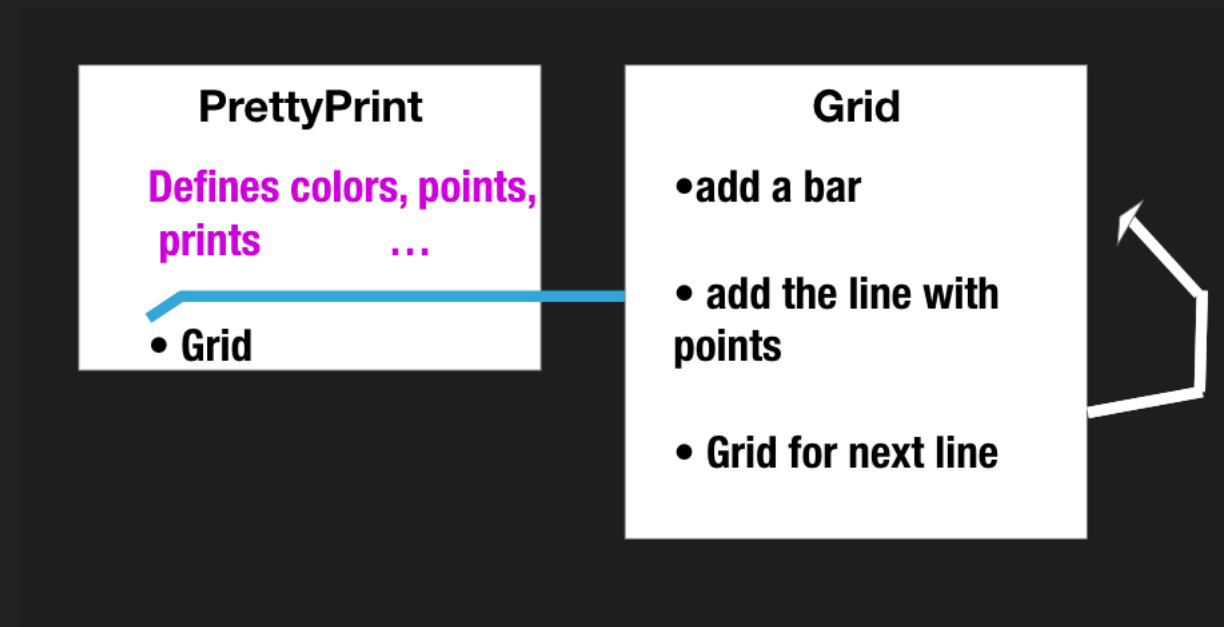 PrettyPrint
Defines colors, points,
prints ...
• Grid
Grid
•add a bar
• add the line with
points
• Grid for next line